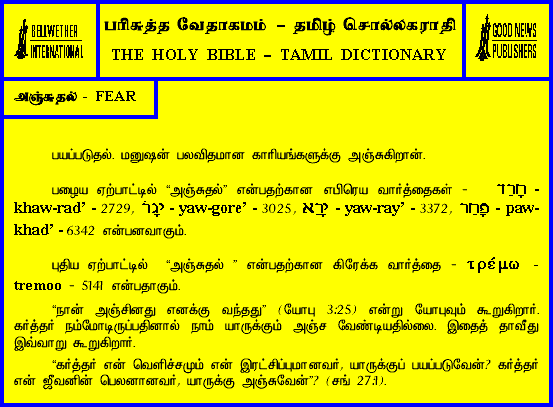 BELLWETHER
INTERNATIONAL
பரிசுத்த வேதாகமம் – தமிழ் சொல்லகராதி
THE HOLY BIBLE – TAMIL DICTIONARY
GOOD NEWS
PUBLISHERS
அஞ்சுதல் - FEAR
பயப்படுதல். மனுஷன் பலவிதமான காரியங்களுக்கு அஞ்சுகிறான்.
பழைய ஏற்பாட்டில் “அஞ்சுதல்” என்பதற்கான எபிரெய வார்த்தைகள் - חָרַד -
khaw-rad’ - 2729, יָגֹר - yaw-gore’ - 3025, יָרֵא - yaw-ray’ - 3372, פָּחַד - paw-
khad’ - 6342 என்பனவாகும்.
புதிய ஏற்பாட்டில் “அஞ்சுதல் ” என்பதற்கான கிரேக்க வார்த்தை - τρέμω -
tremoo - 5141 என்பதாகும்.
“நான் அஞ்சினது எனக்கு வந்தது” (யோபு 3:25) என்று யோபுவும் கூறுகிறார்.
கர்த்தர் நம்மோடிருப்பதினால் நாம் யாருக்கும் அஞ்ச வேண்டியதில்லை. இதைத் தாவீது
இவ்வாறு கூறுகிறார்.
“கர்த்தர் என் வெளிச்சமும் என் இரட்சிப்புமானவர், யாருக்குப் பயப்படுவேன்? கர்த்தர்
என் ஜீவனின் பெலனானவர், யாருக்கு அஞ்சுவேன்”? (சங் 27:1).